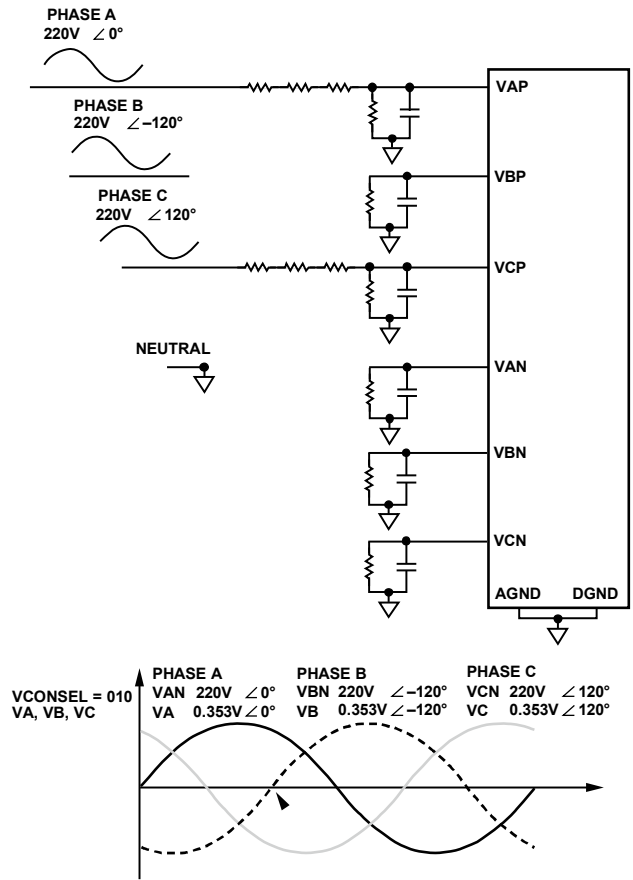 PHASE A
220V ∠ 0°
PHASE B
220V ∠ –120°
PHASE C
220V ∠ 120°
NEUTRAL
VAP
VBP
VCP
VAN
VBN
VCN
AGND DGND
VCONSEL = 010
VA, VB, VC
PHASE A
VAN 220V ∠ 0°
VA 0.353V ∠ 0°
PHASE B
VBN 220V ∠ –120°
VB 0.353V ∠ –120°
PHASE C
VCN 220V ∠ 120°
VC 0.353V ∠ 120°